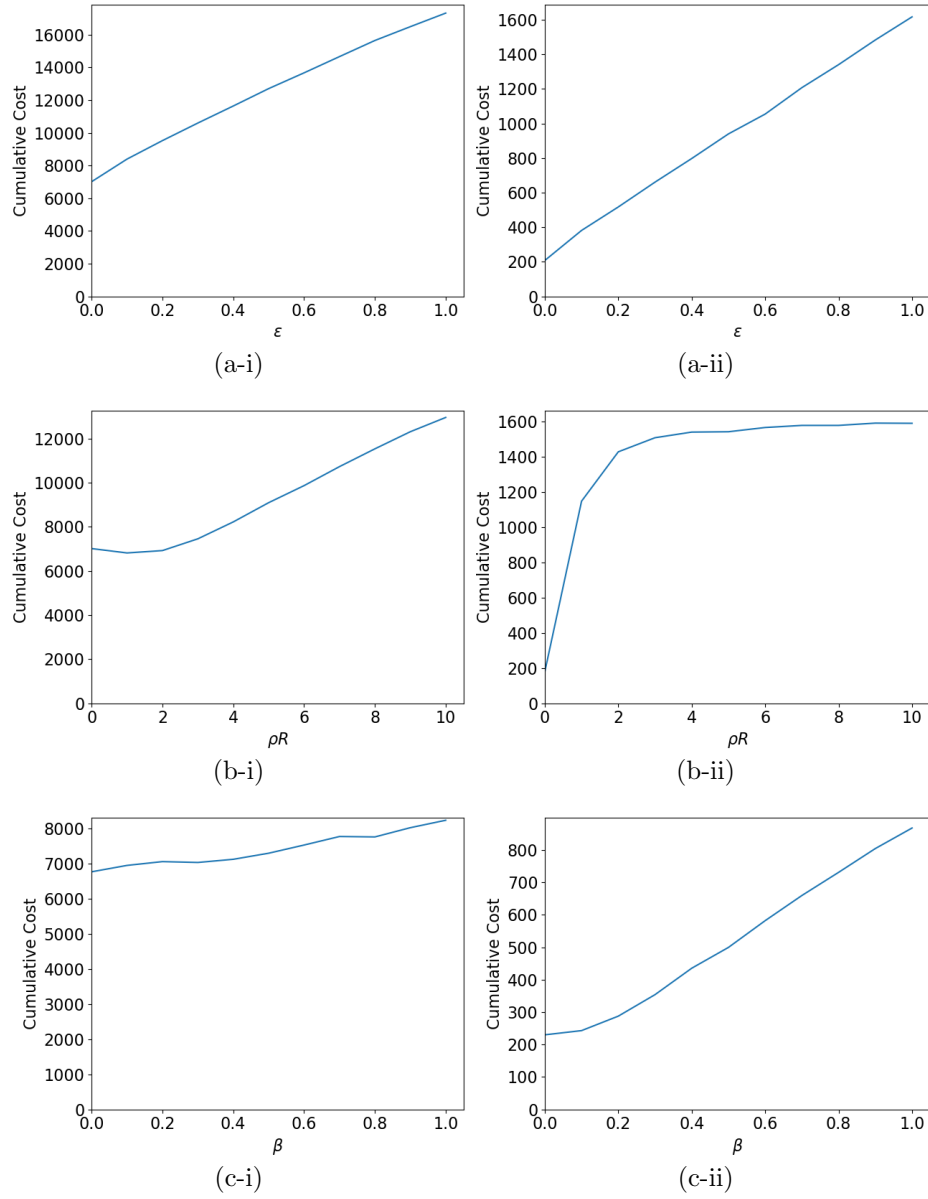 Cumulative Cost
16000
14000
12000
10000
8000
6000
4000
2000
0
0.0 0.2 0.4 0.6 0.8 1.0
ε
(a-i)
Cumulative Cost
1600
1400
1200
1000
800
600
400
200
0
0.0 0.2 0.4 0.6 0.8 1.0
ε
(a-ii)
Cumulative Cost
12000
10000
8000
6000
4000
2000
0
0 2 4 6 8 10
ρR
(b-i)
Cumulative Cost
1600
1400
1200
1000
800
600
400
200
0
0 2 4 6 8 10
ρR
(b-ii)
Cumulative Cost
8000
7000
6000
5000
4000
3000
2000
1000
0
0.0 0.2 0.4 0.6 0.8 1.0
β
(c-i)
Cumulative Cost
800
700
600
500
400
300
200
100
0
0.0 0.2 0.4 0.6 0.8 1.0
β
(c-ii)